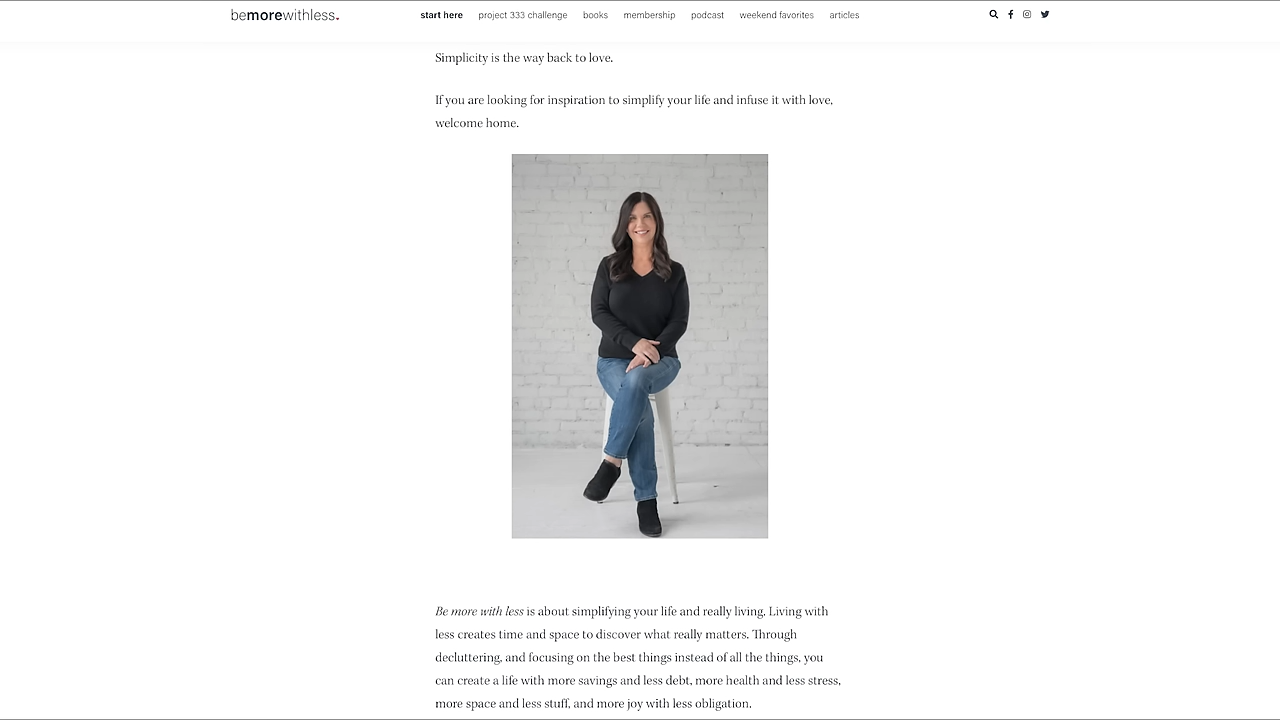 bemorewithless. start here project 333 challenge books membership podcast weekend favorites articles
Simplicity is the way back to love.
If you are looking for inspiration to simplify your life and infuse it with love,
welcome home.
Be more with less is about simplifying your life and really living. Living with
less creates time and space to discover what really matters. Through
decluttering, and focusing on the best things instead of all the things, you
can create a life with more savings and less debt, more health and less stress,
more space and less stuff, and more joy with less obligation.